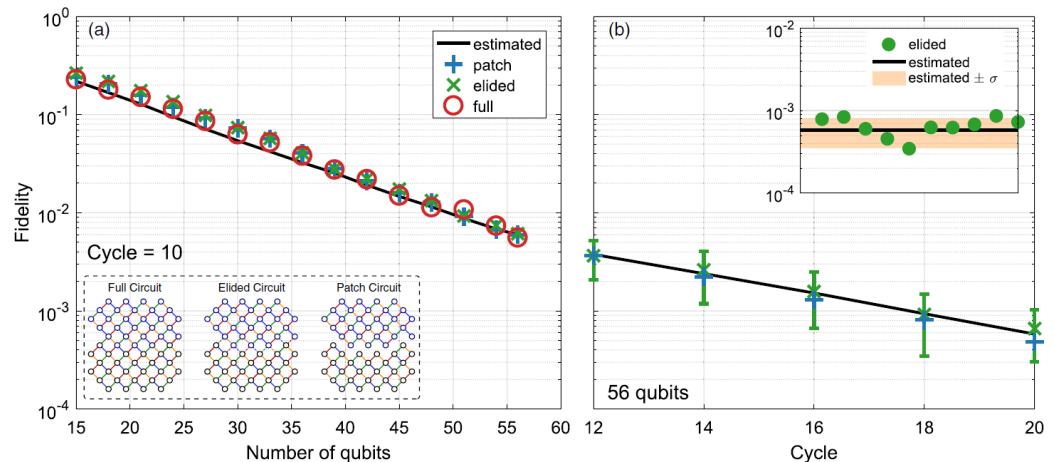 (a)
10^0
10^-1
10^-2
10^-3
10^-4
Fidelity
estimated
patch
elided
full
Cycle = 10
Full Circuit
Elided Circuit
Patch Circuit
15 20 25 30 35 40 45 50 55 60
Number of qubits
(b)
10^-2
10^-3
10^-4
elided
estimated
estimated ± σ
56 qubits
12 14 16 18 20
Cycle